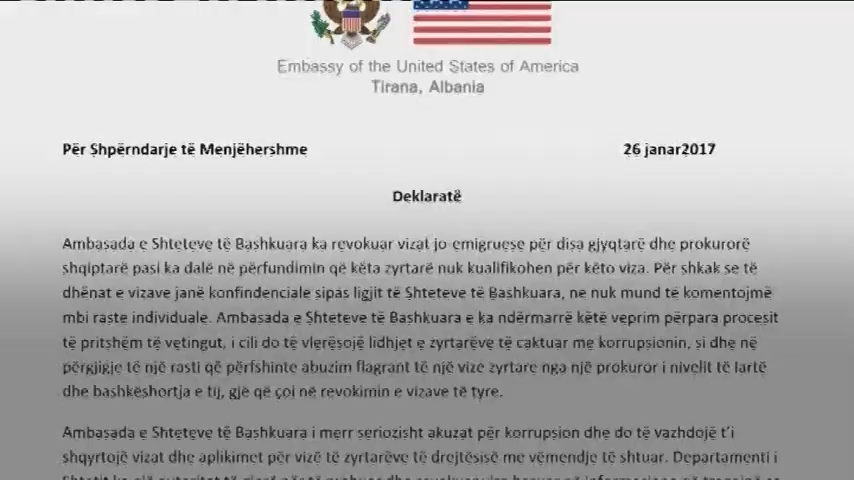 Embassy of the United States of America
Tirana, Albania
Për Shpërndarje të Menjëhershme 26 janar2017
Deklaratë
Ambasada e Shteteve të Bashkuara ka revokuar vizat jo-emigruese për disa gjyqtarë dhe prokurorë
shqiptarë pasi ka dalë në përfundimin që këta zyrtarë nuk kualifikohen për këto viza. Për shkak se të
dhënat e vizave janë konfindenciale sipas ligjit të Shteteve të Bashkuara, ne nuk mund të komentojmë
mbi raste individuale. Ambasada e Shteteve të Bashkuara e ka ndërmarrë këtë veprim përpara procesit
të pritshëm të vetingut, i cili do të vlerësojë lidhjet e zyrtarëve të caktuar me korrupsionin, si dhe në
përgjigje të një rasti që përfshinte abuzim flagrant të një vize zyrtare nga një prokuror i nivelit të lartë
dhe bashkëshortja e tij, gjë që çoi në revokimin e vizave të tyre.
Ambasada e Shteteve të Bashkuara i merr seriozisht akuzat për korrupsion dhe do të vazhdojë t'i
shqyrtojë vizat dhe aplikimet për vizë të zyrtarëve të drejtësisë me vëmendje të shtuar. Departamenti i